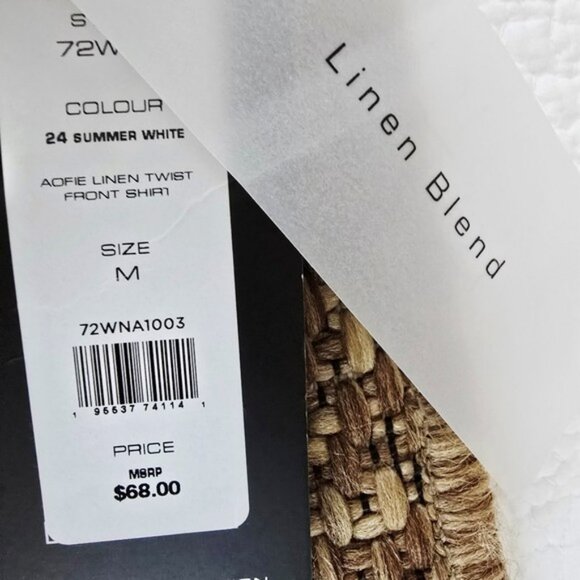 72W
COLOUR
24 SUMMER WHITE
AOFIE LINEN TWIST
FRONT SHIRT
SIZE
M
72WNA1003
1 95537 74114 1
PRICE
MSRP
$68.00
Linen Blend